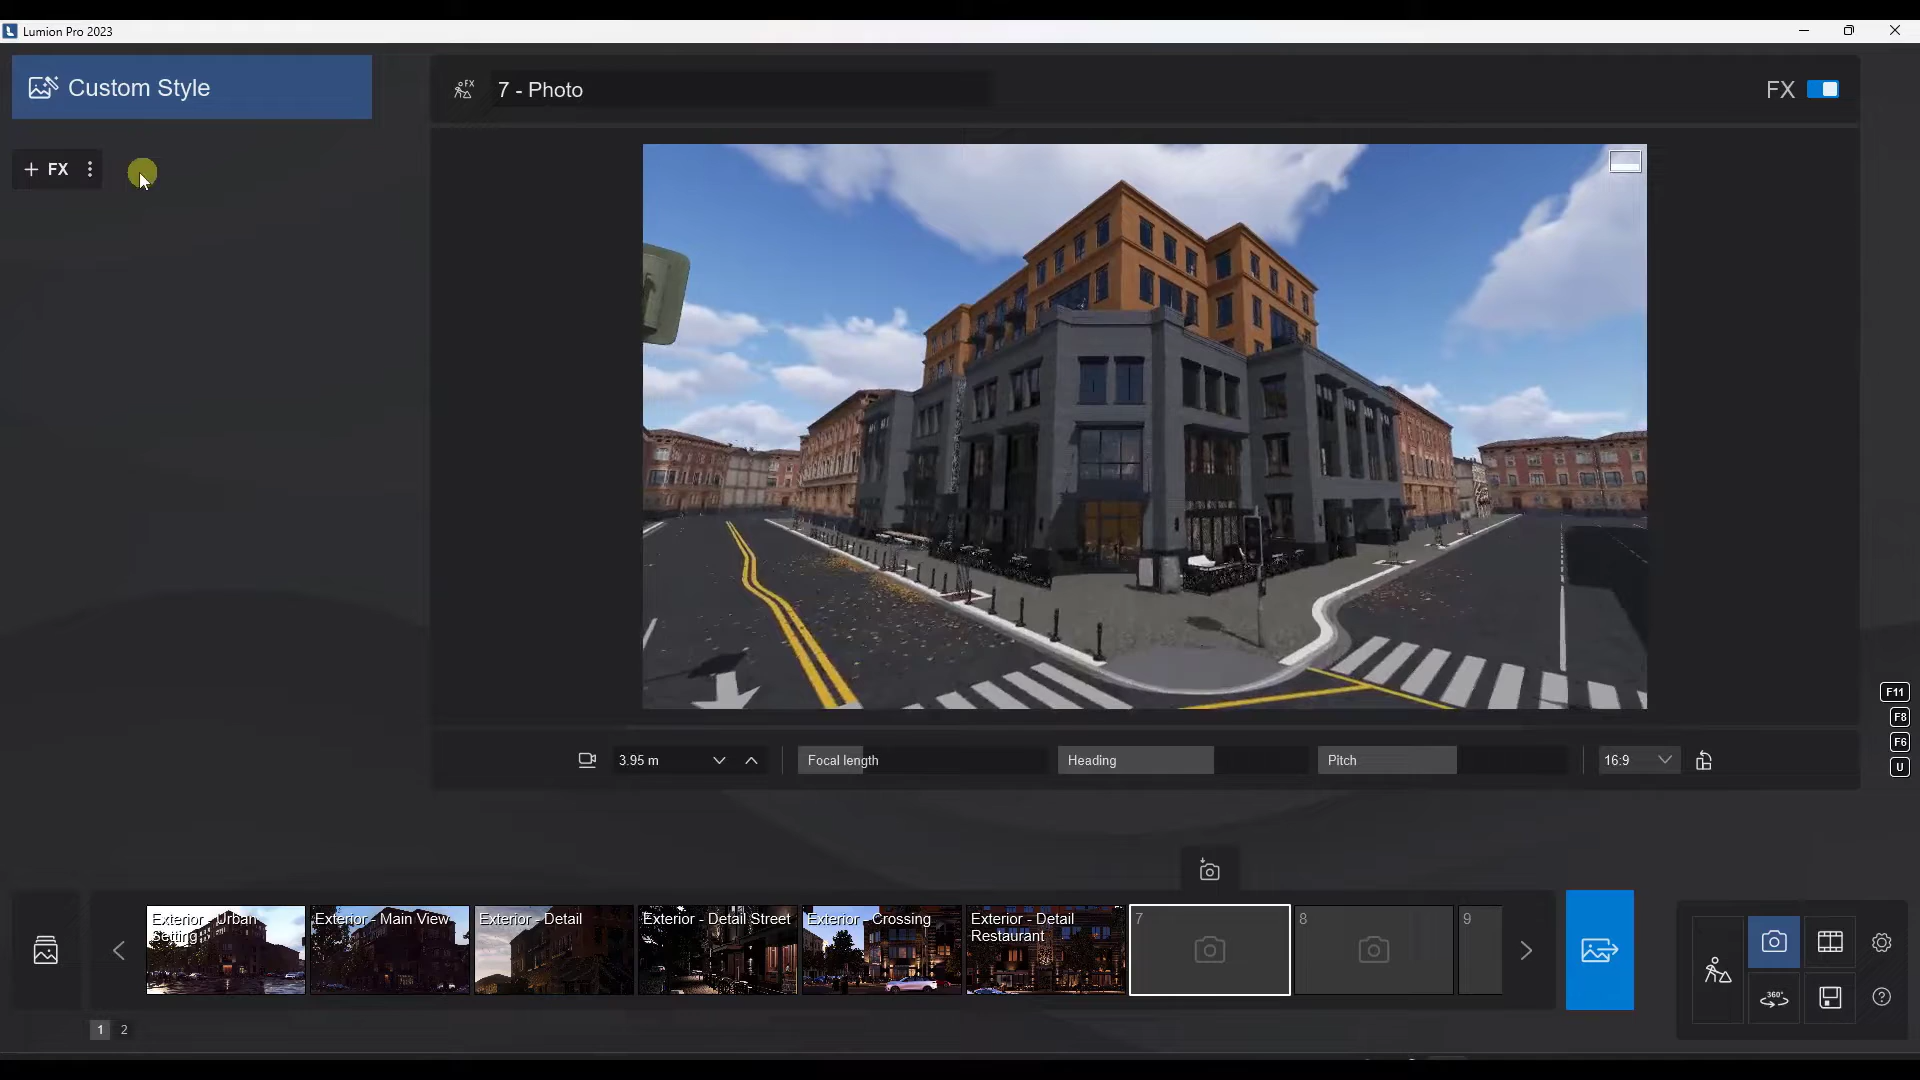 Lumion Pro 2023
Custom Style
FX
7 - Photo
FX
F11
F8
F6
U
3.95 m
Focal length
Heading
Pitch
16:9
Exterior - Urban
Setting
Exterior - Main View
Exterior - Detail
Exterior - Detail Street
Exterior - Crossing
Exterior - Detail
Restaurant
7
8
9
360°
1
2